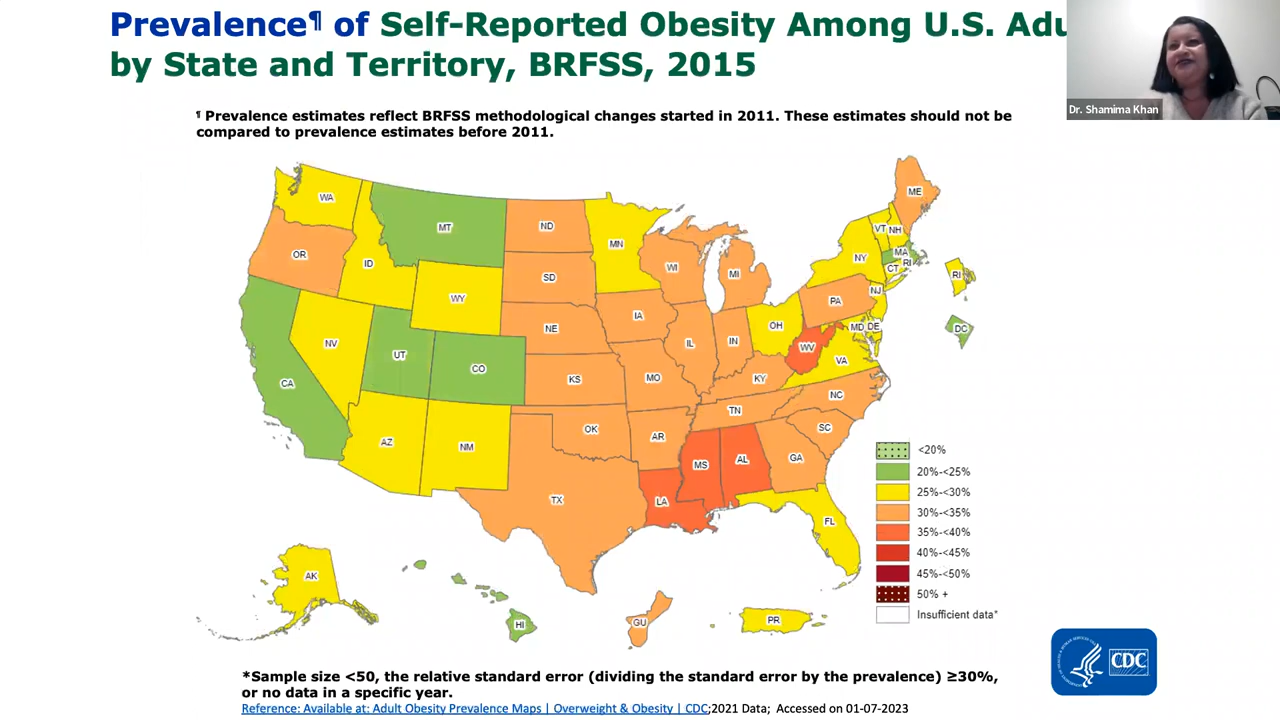 Prevalence¶ of Self-Reported Obesity Among U.S. Adu
by State and Territory, BRFSS, 2015
Dr. Shamima Khan
¶ Prevalence estimates reflect BRFSS methodological changes started in 2011. These estimates should not be
compared to prevalence estimates before 2011.
WA
MT
ND
MN
ME
OR
ID
SD
WI
MI
VT NH
NY
MA
CT RI
RI
WY
NE
IA
PA
NJ
NV
UT
CO
IL
IN
OH
MD DE
DC
WV
VA
CA
KS
MO
KY
NC
AZ
NM
OK
AR
TN
SC
MS
AL
GA
TX
LA
FL
AK
HI
GU
PR
<20%
20%-<25%
25%-<30%
30%-<35%
35%-<40%
40%-<45%
45%-<50%
50% +
Insufficient data*
CDC
*Sample size <50, the relative standard error (dividing the standard error by the prevalence) ≥30%,
or no data in a specific year.
Reference: Available at: Adult Obesity Prevalence Maps | Overweight & Obesity | CDC;2021 Data; Accessed on 01-07-2023